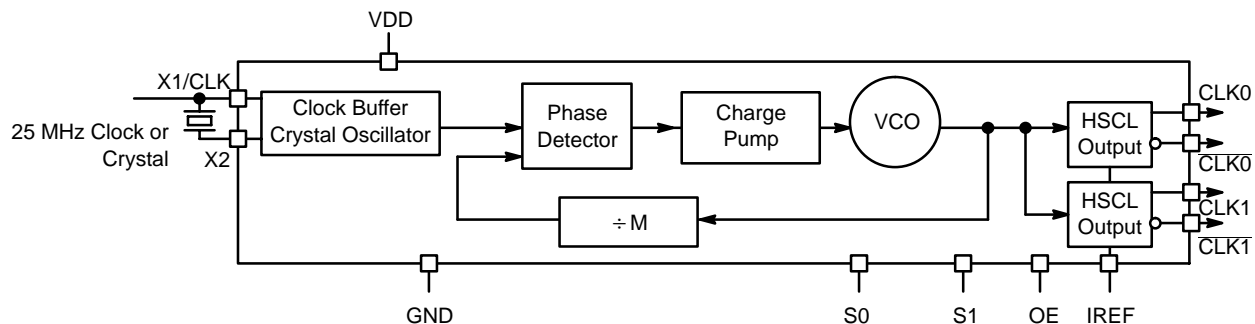 VDD
X1/CLK
25 MHz Clock or
Crystal
X2
Clock Buffer
Crystal Oscillator
Phase
Detector
Charge
Pump
VCO
÷ M
HSCL
Output
HSCL
Output
CLK0
CLK0
CLK1
CLK1
GND
S0
S1
OE
IREF